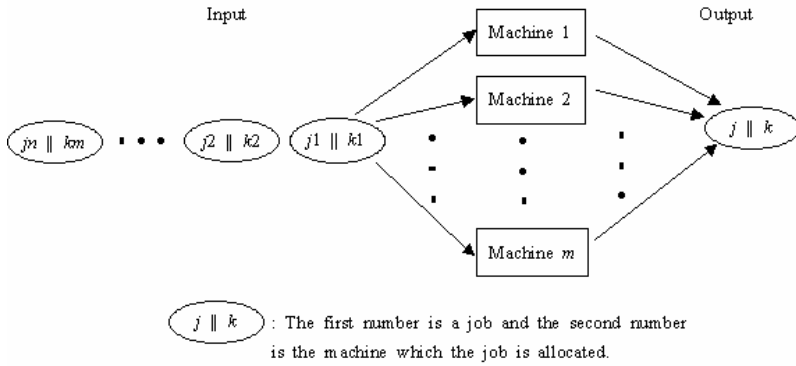 Input
Output
Machine 1
Machine 2
jn || km
j2 || k2
j1 || k1
j || k
Machine m
j || k : The first number is a job and the second number
is the machine which the job is allocated.